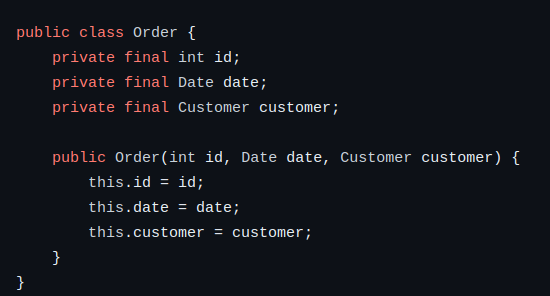 public class Order {
    private final int id;
    private final Date date;
    private final Customer customer;

    public Order(int id, Date date, Customer customer) {
        this.id = id;
        this.date = date;
        this.customer = customer;
    }
}